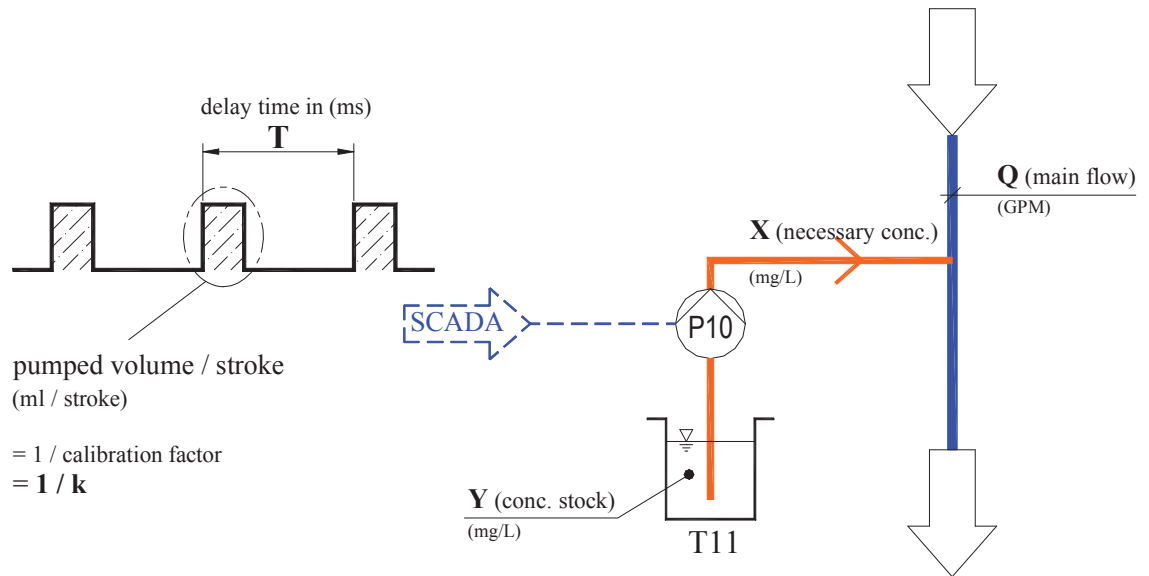 delay time in (ms)
T
pumped volume / stroke
(ml / stroke)
= 1 / calibration factor
= 1 / k
SCADA
P10
X (necessary conc.)
(mg/L)
Q (main flow)
(GPM)
Y (conc. stock)
(mg/L)
T11